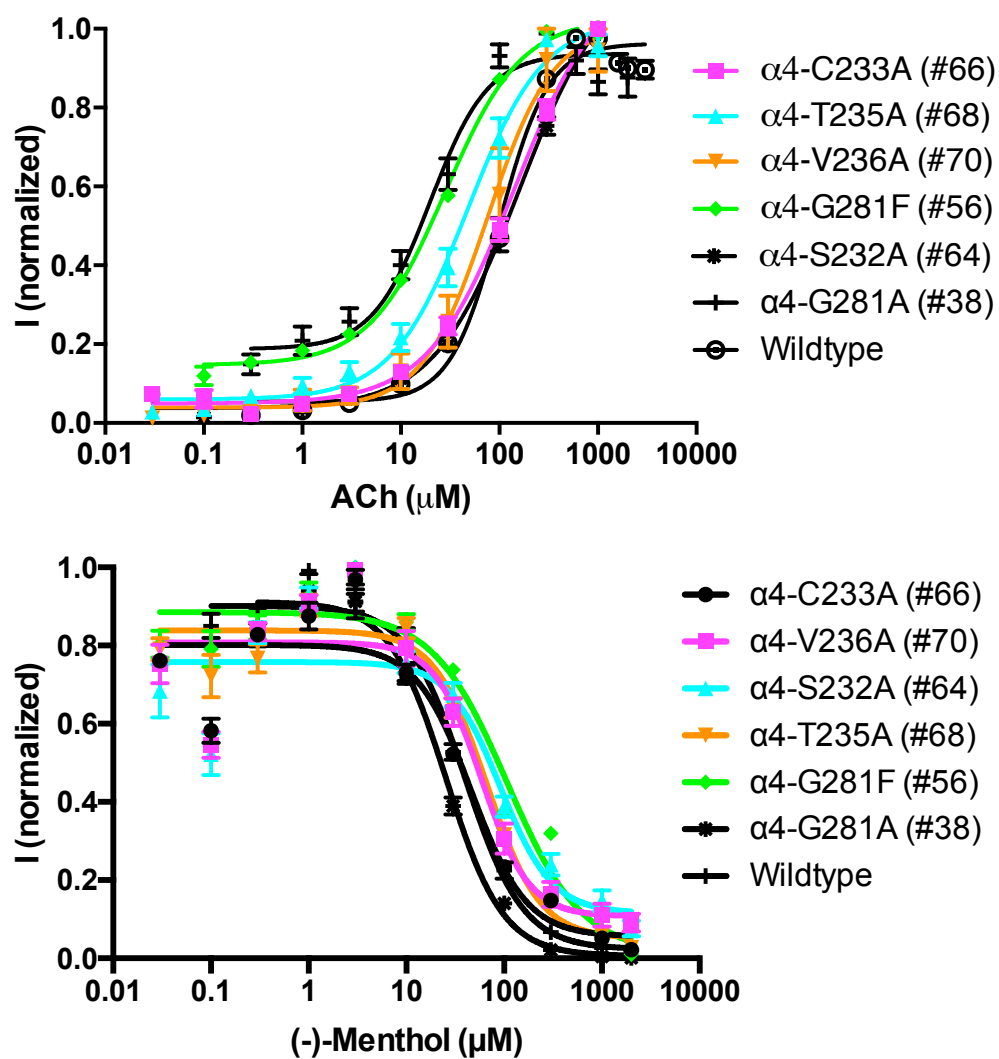 I (normalized)
1.0
0.8
0.6
0.4
0.2
0.0
0.01 0.1 1 10 100 1000 10000
ACh (μM)
α4-C233A (#66)
α4-T235A (#68)
α4-V236A (#70)
α4-G281F (#56)
α4-S232A (#64)
α4-G281A (#38)
Wildtype
I (normalized)
1.0
0.8
0.6
0.4
0.2
0.0
0.01 0.1 1 10 100 1000 10000
(-)-Menthol (μM)
α4-C233A (#66)
α4-V236A (#70)
α4-S232A (#64)
α4-T235A (#68)
α4-G281F (#56)
α4-G281A (#38)
Wildtype